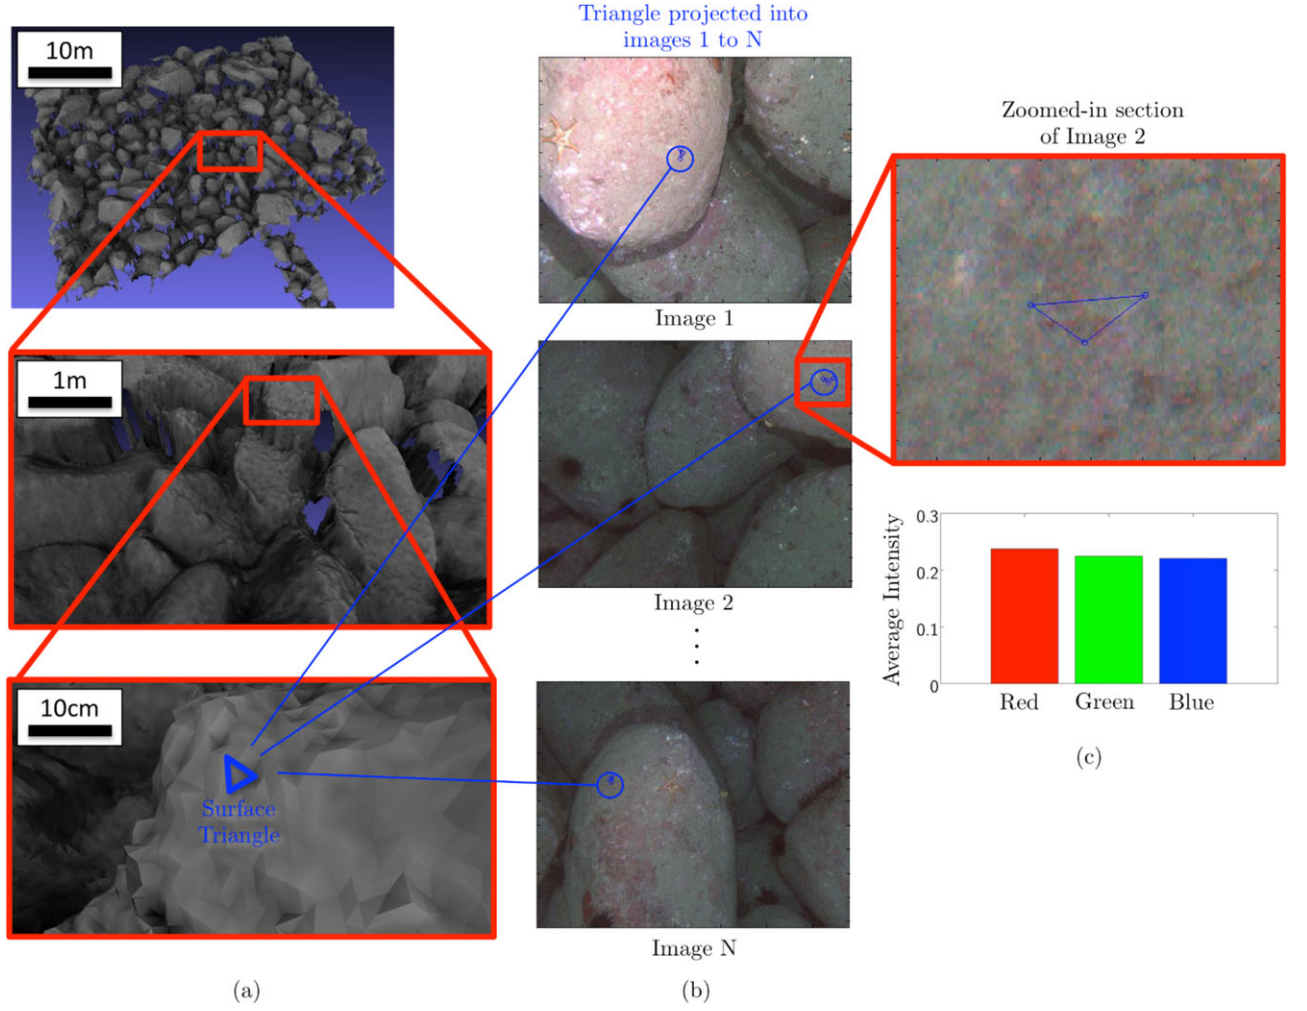 10m
1m
10cm
Surface
Triangle
(a)
Triangle projected into
images 1 to N
Image 1
Image 2
Image N
(b)
Zoomed-in section
of Image 2
Average Intensity
0.3
0.2
0.1
0
Red Green Blue
(c)